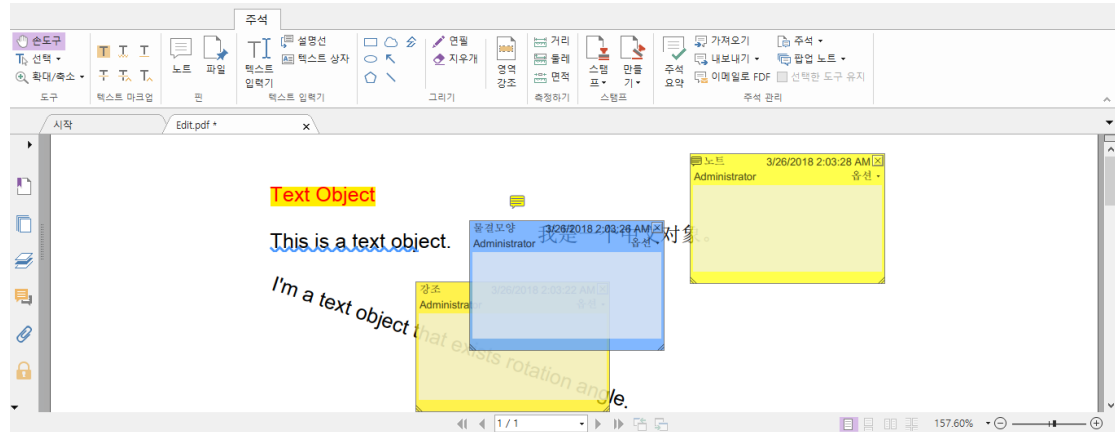 주석
손도구
선택
확대/축소
도구
텍스트 마크업
노트
파일
핀
텍스트
입력기
설명선
텍스트 상자
텍스트 입력기
연필
지우개
그리기
영역
강조
거리
둘레
면적
측정하기
스탬
프
만들
기
스탬프
주석
요약
가져오기
내보내기
이메일로 FDF
주석
팝업 노트
선택한 도구 유지
주석 관리
시작
Edit.pdf *
Text Object
노트 3/26/2018 2:03:28 AM
Administrator 옵션
This is a text object.
물결모양 3/26/2018 2:03:26 AM
Administrator 옵션
我是一个中文对象。
강조 3/26/2018 2:03:22 AM
Administrator 옵션
I'm a text object that exists rotation angle.
1 / 1
157.60%